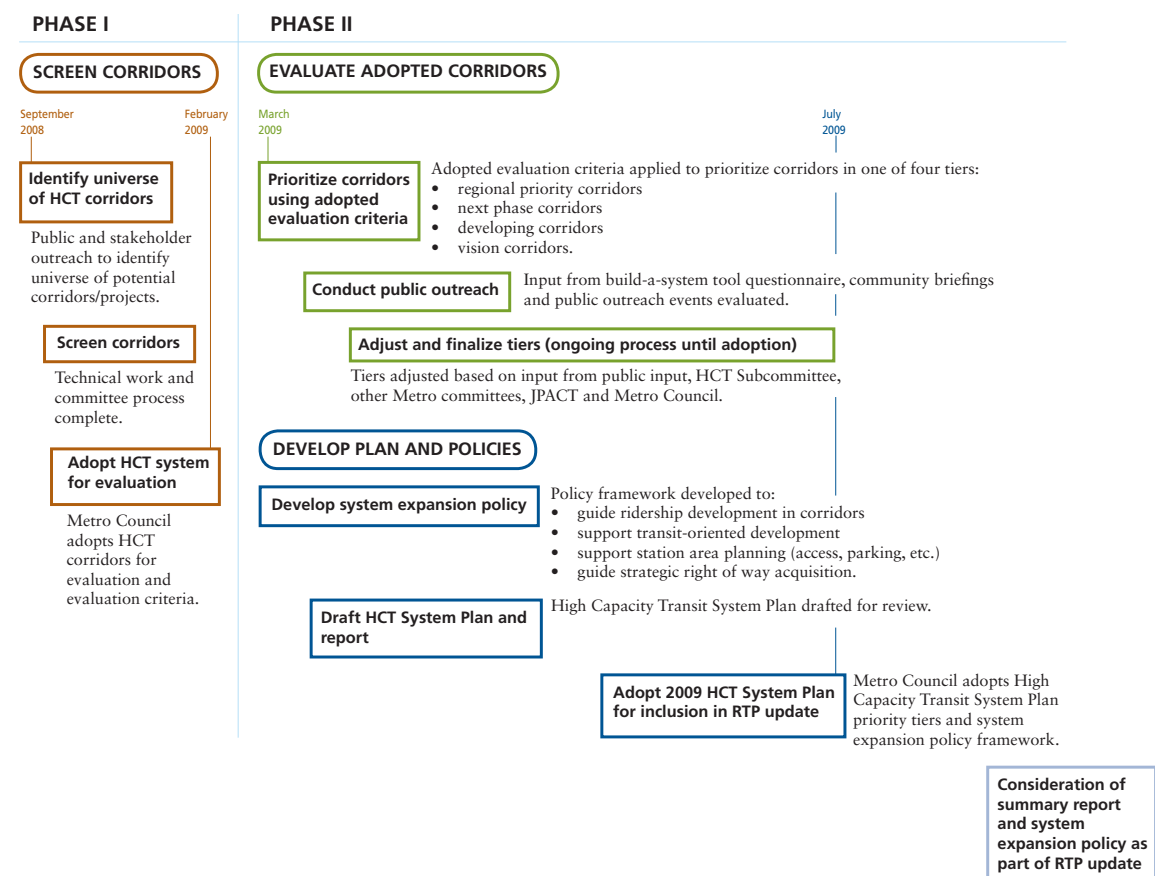 PHASE I
PHASE II
SCREEN CORRIDORS
EVALUATE ADOPTED CORRIDORS
September
2008
February
2009
March
2009
July
2009
Identify universe
of HCT corridors
Public and stakeholder
outreach to identify
universe of potential
corridors/projects.
Screen corridors
Technical work and
committee process
complete.
Adopt HCT system
for evaluation
Metro Council
adopts HCT
corridors for
evaluation and
evaluation criteria.
Prioritize corridors
using adopted
evaluation criteria
Adopted evaluation criteria applied to prioritize corridors in one of four tiers:
• regional priority corridors
• next phase corridors
• developing corridors
• vision corridors.
Conduct public outreach
Input from build-a-system tool questionnaire, community briefings
and public outreach events evaluated.
Adjust and finalize tiers (ongoing process until adoption)
Tiers adjusted based on input from public input, HCT Subcommittee,
other Metro committees, JPACT and Metro Council.
DEVELOP PLAN AND POLICIES
Develop system expansion policy
Policy framework developed to:
• guide ridership development in corridors
• support transit-oriented development
• support station area planning (access, parking, etc.)
• guide strategic right of way acquisition.
Draft HCT System Plan and
report
High Capacity Transit System Plan drafted for review.
Adopt 2009 HCT System Plan
for inclusion in RTP update
Metro Council adopts High
Capacity Transit System Plan
priority tiers and system
expansion policy framework.
Consideration of
summary report
and system
expansion policy as
part of RTP update